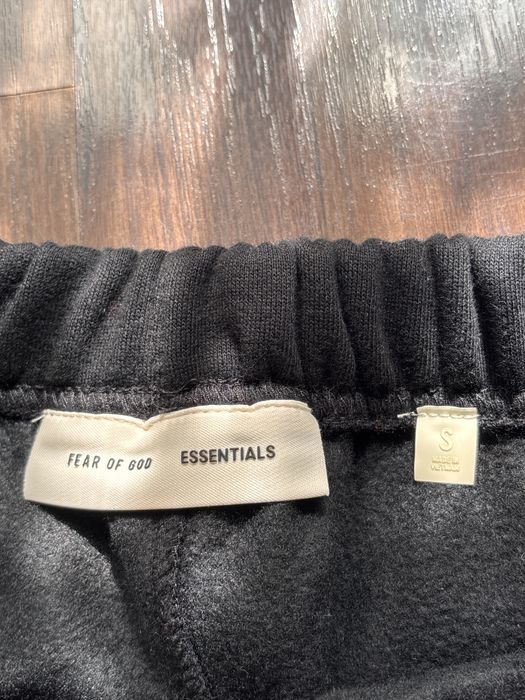 FEAR OF GOD ESSENTIALS
S
MADE IN
VIETNAM